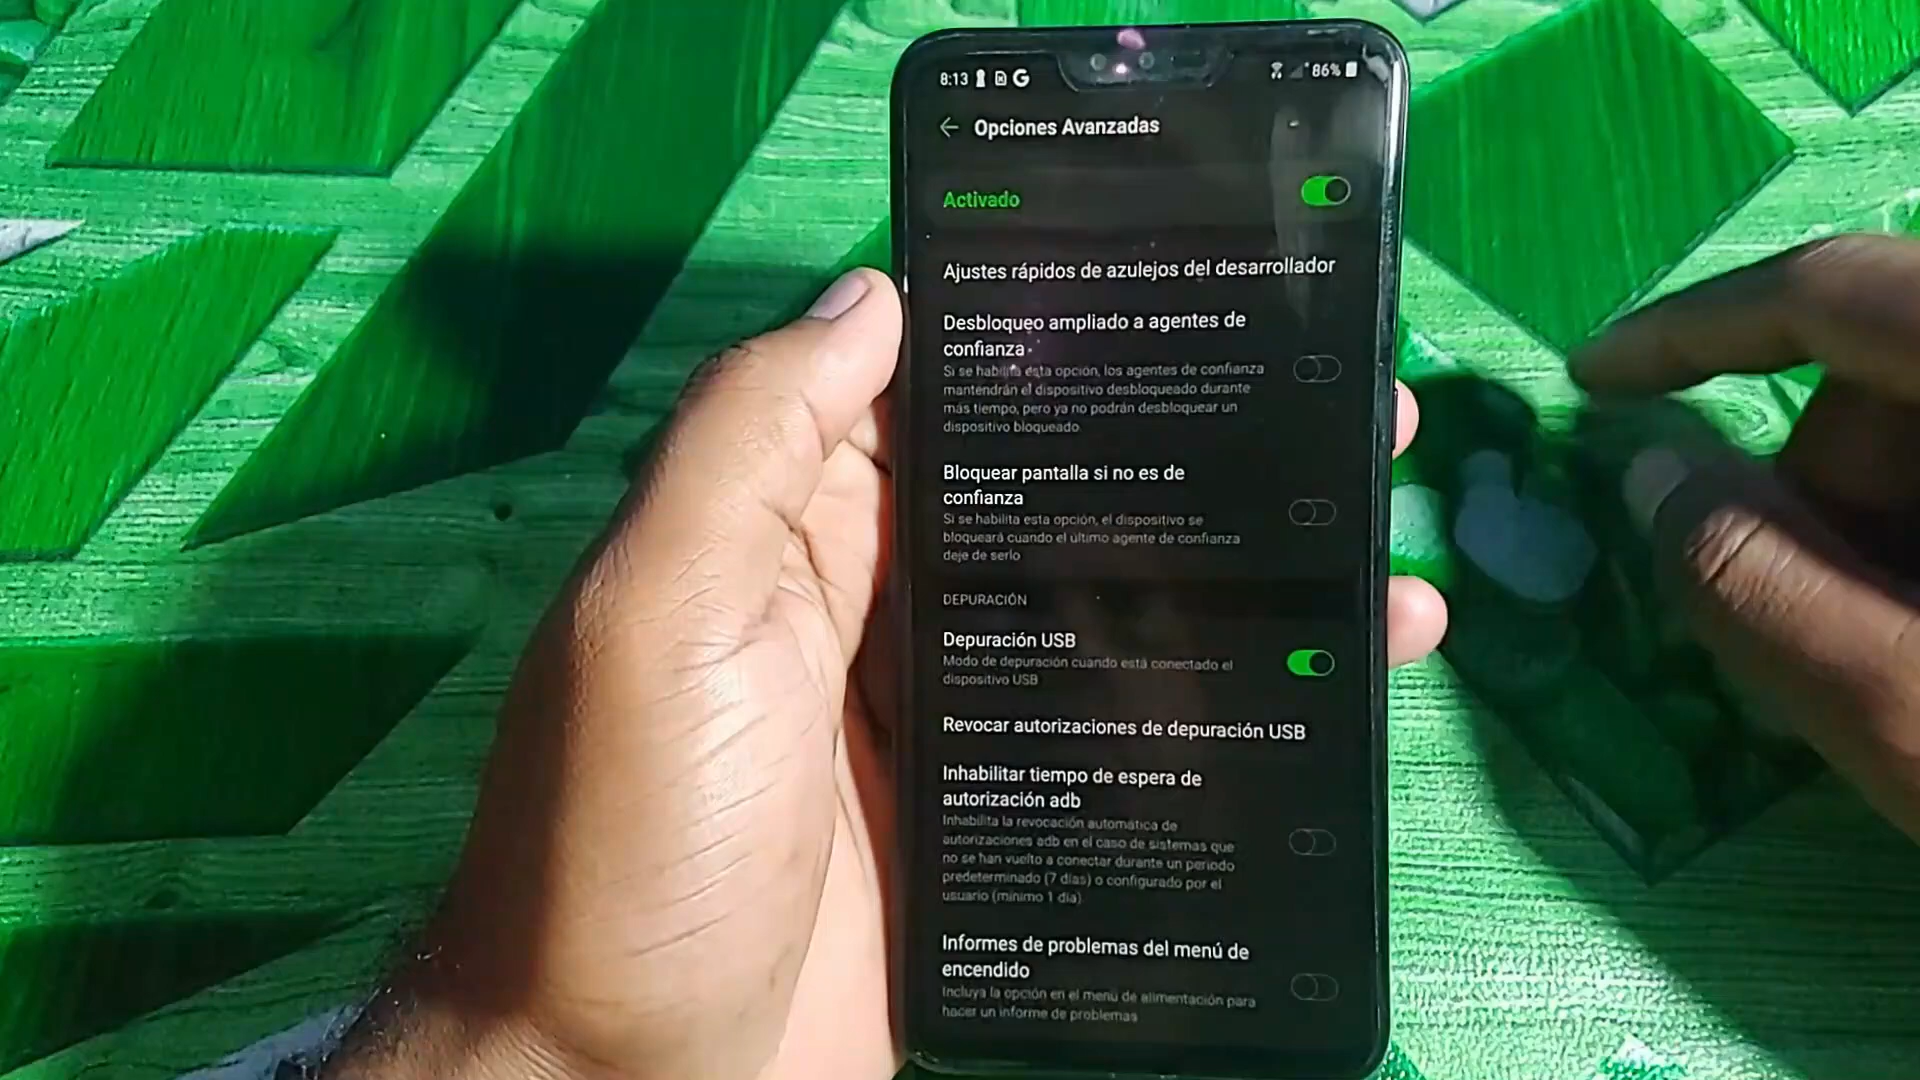 8:13 G 86%
Opciones Avanzadas
Activado
Ajustes rápidos de azulejos del desarrollador
Desbloqueo ampliado a agentes de
confianza
Si se habilita esta opción, los agentes de confianza
mantendrán el dispositivo desbloqueado durante
más tiempo, pero ya no podrán desbloquear un
dispositivo bloqueado
Bloquear pantalla si no es de
confianza
Si se habilita esta opción, el dispositivo se
bloqueará cuando el último agente de confianza
deje de serlo
DEPURACIÓN
Depuración USB
Modo de depuración cuando está conectado el
dispositivo USB
Revocar autorizaciones de depuración USB
Inhabilitar tiempo de espera de
autorización adb
Inhabilita la revocación automática de
autorizaciones adb en el caso de sistemas que
no se han vuelto a conectar durante un período
predeterminado (7 días) o configurado por el
usuario (mínimo 1 día)
Informes de problemas del menú de
encendido
Incluya la opción en el menú de alimentación para
hacer un informe de problemas